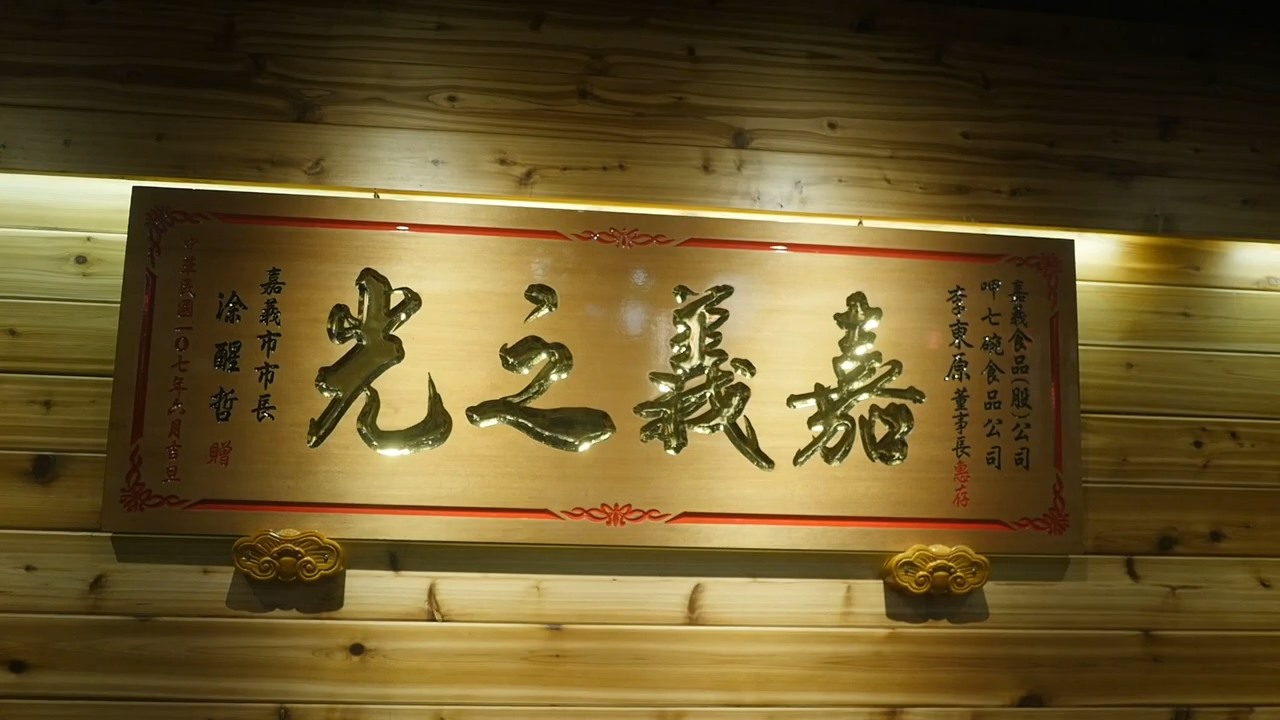 嘉義食品(股)公司
呷七碗食品公司
李東原董事長惠存
嘉義之光
嘉義市市長
涂醒哲 贈
中華民國一0七年六月吉旦